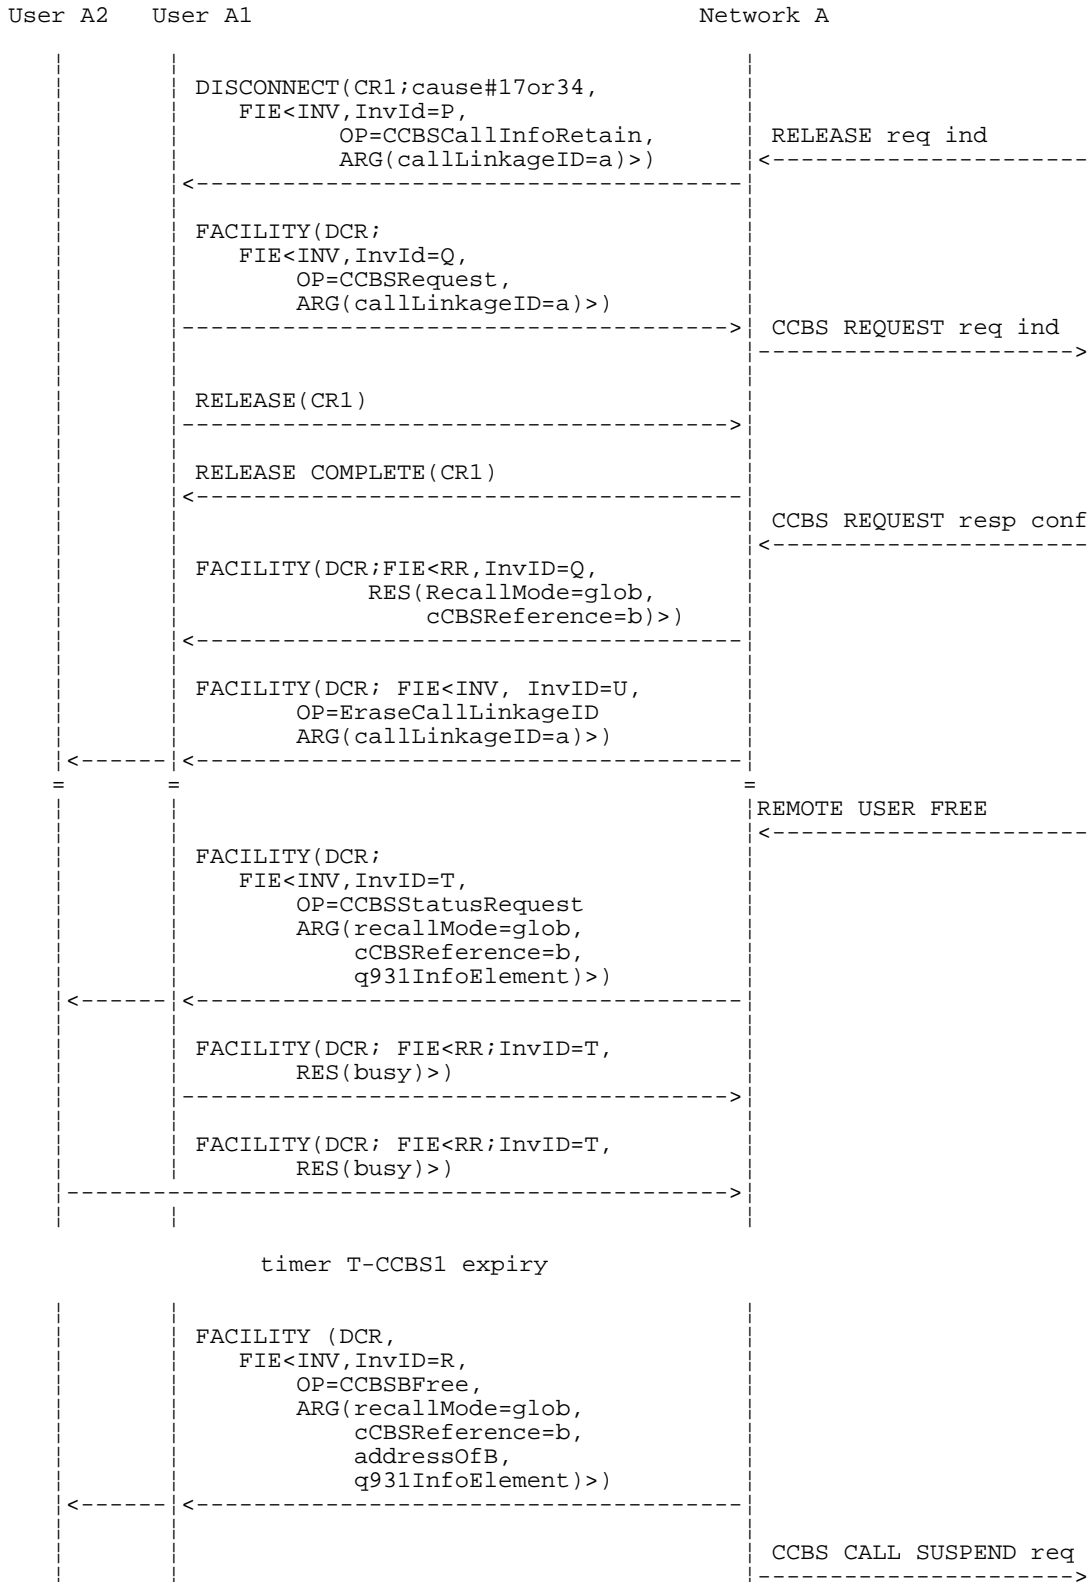 User A2 User A1 Network A
DISCONNECT(CR1;cause#17or34,
FIE<INV,InvId=P,
OP=CCBSCallInfoRetain, RELEASE req ind
ARG(callLinkageID=a)>)
FACILITY(DCR;
FIE<INV,InvId=Q,
OP=CCBSRequest,
ARG(callLinkageID=a)>)
CCBS REQUEST req ind
RELEASE(CR1)
RELEASE COMPLETE(CR1)
CCBS REQUEST resp conf
FACILITY(DCR;FIE<RR,InvID=Q,
RES(RecallMode=glob,
cCBSReference=b)>)
FACILITY(DCR; FIE<INV, InvID=U,
OP=EraseCallLinkageID
ARG(callLinkageID=a)>)
REMOTE USER FREE
FACILITY(DCR;
FIE<INV,InvID=T,
OP=CCBSStatusRequest
ARG(recallMode=glob,
cCBSReference=b,
q931InfoElement)>)
FACILITY(DCR; FIE<RR;InvID=T,
RES(busy)>)
FACILITY(DCR; FIE<RR;InvID=T,
RES(busy)>)
timer T-CCBS1 expiry
FACILITY (DCR,
FIE<INV,InvID=R,
OP=CCBSBFree,
ARG(recallMode=glob,
cCBSReference=b,
addressOfB,
q931InfoElement)>)
CCBS CALL SUSPEND req